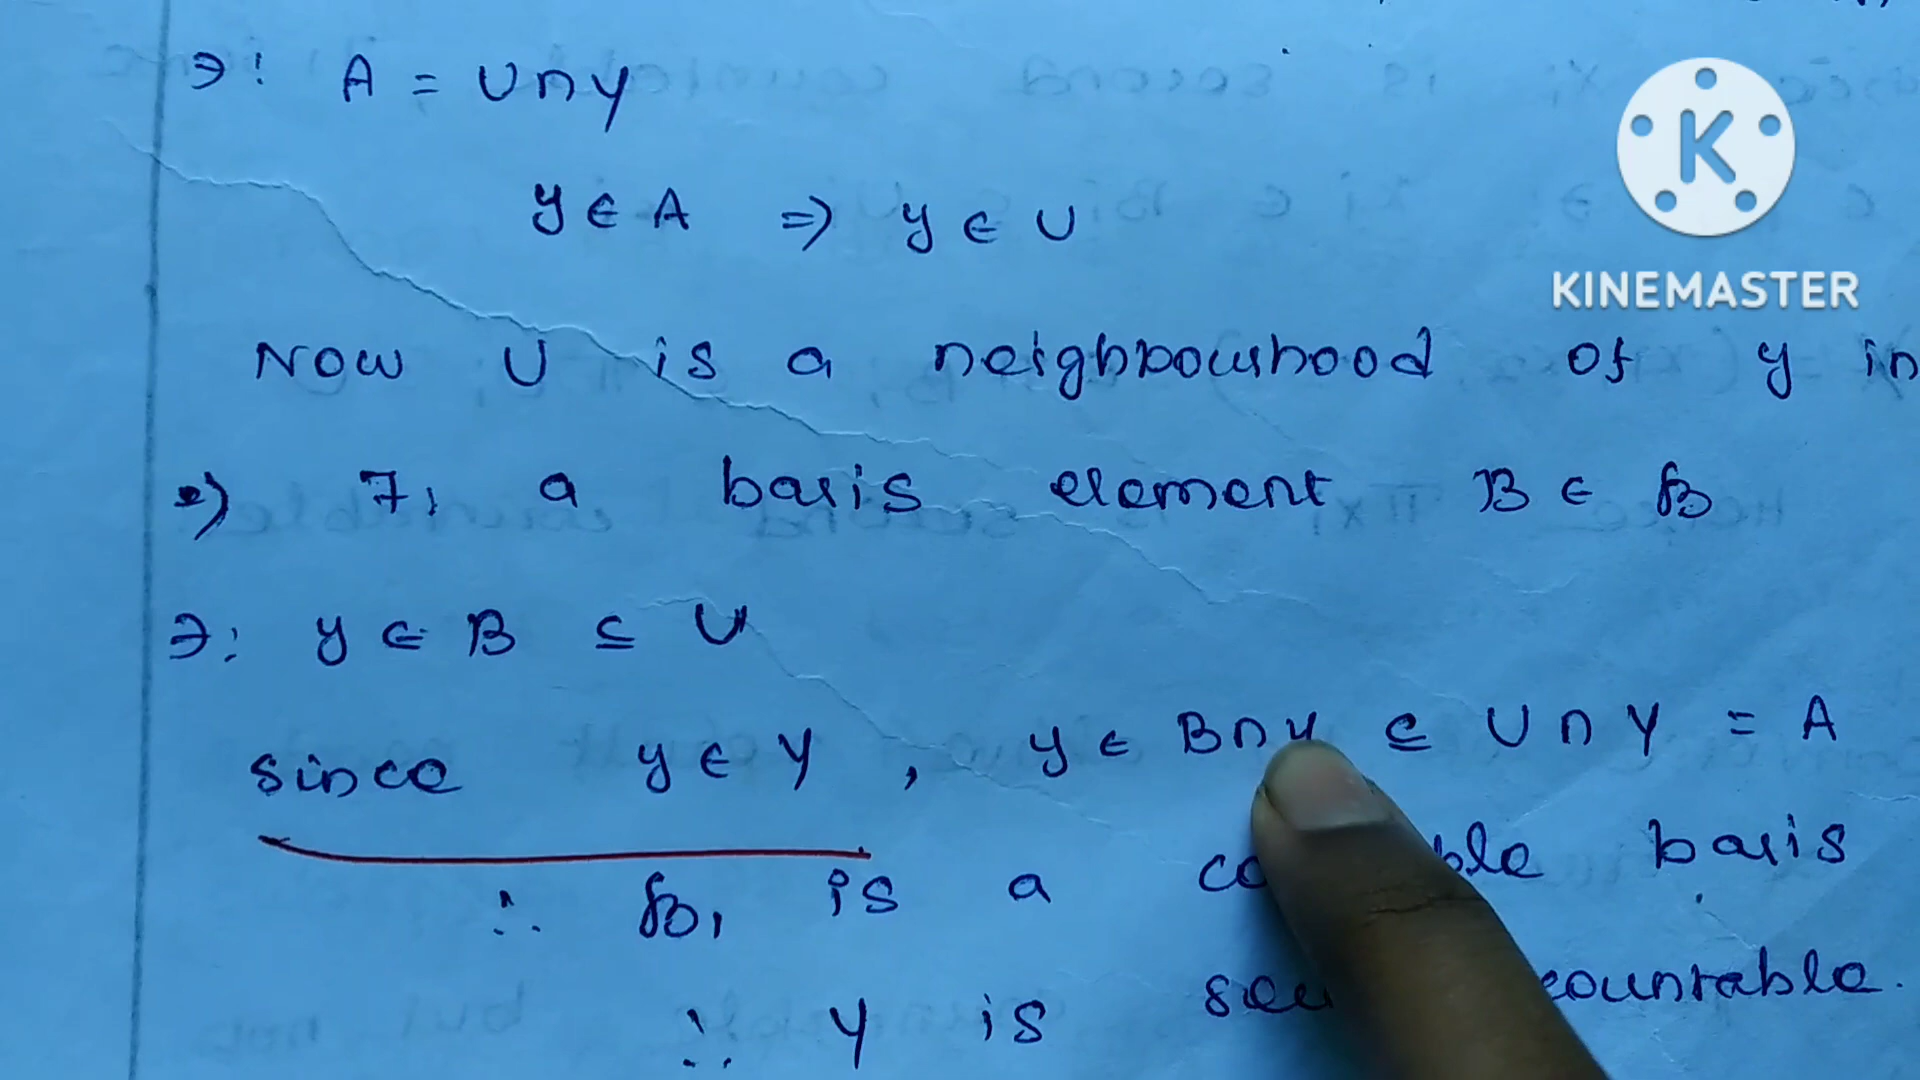 ∋: A = U∩Y
y ∈ A ⇒ y ∈ U
KINEMASTER
Now U is a neighbourhood of y in
⇒ ∃, a basis element B ∈ ℬ
∋: y ∈ B ⊆ U
since y ∈ Y, y ∈ B∩Y ⊆ U∩Y = A
∴ ℬ₁ is a basis
∴ Y is countable.